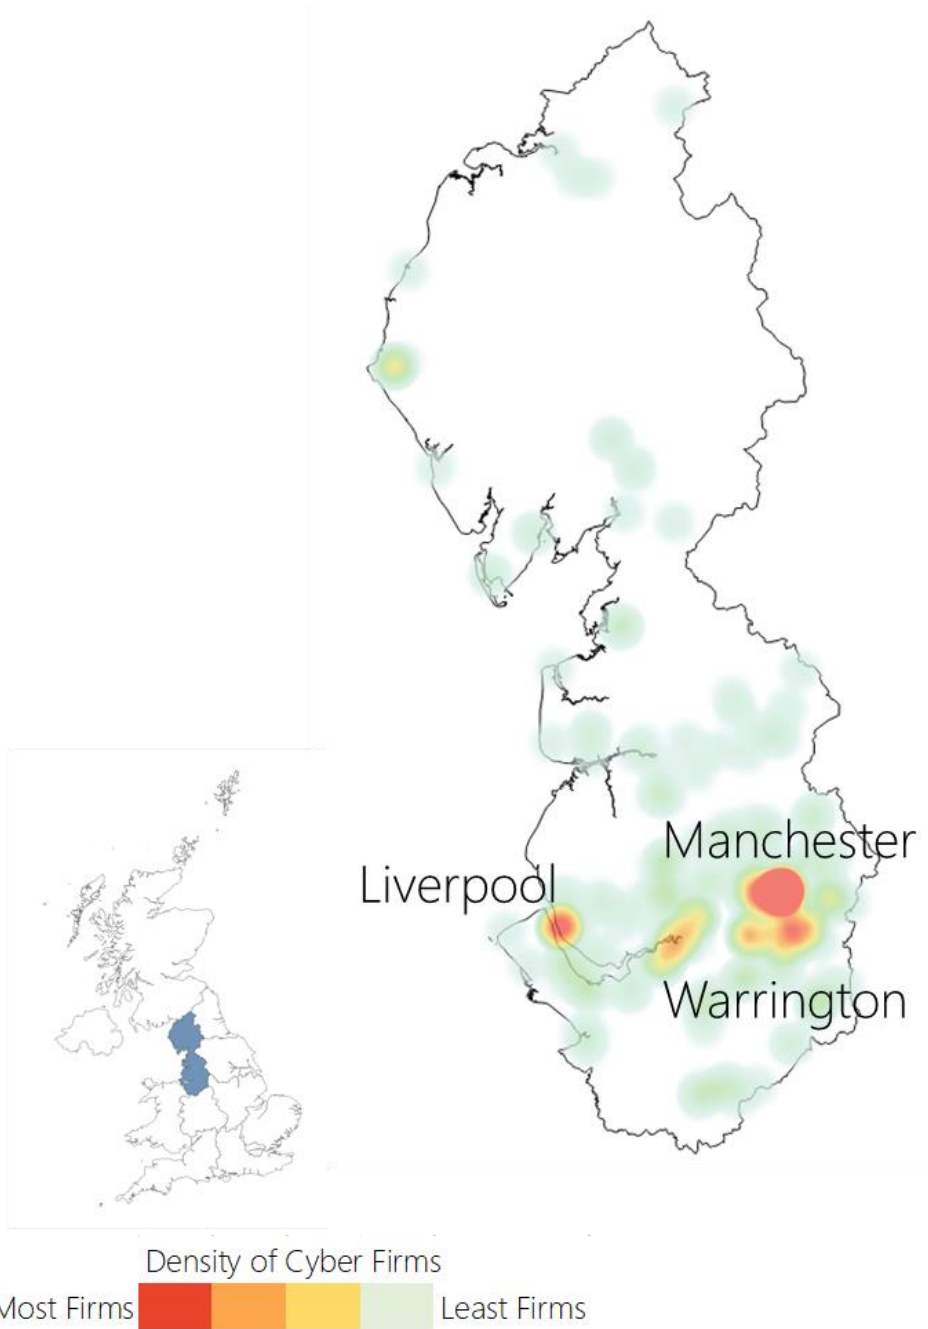 Manchester
Liverpool
Warrington
Density of Cyber Firms
Most Firms
Least Firms